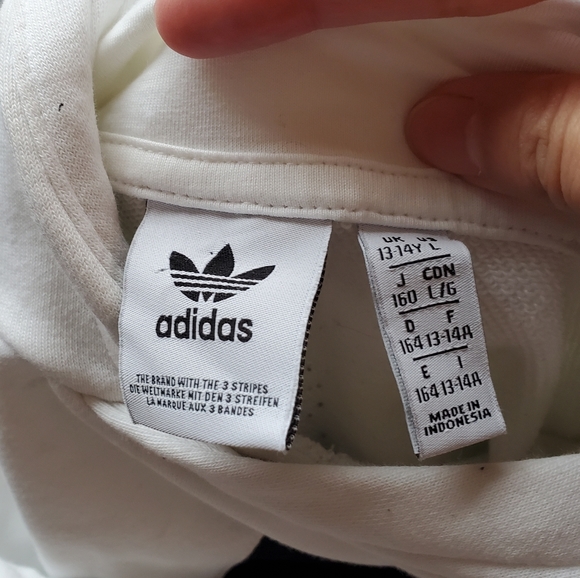 adidas
THE BRAND WITH THE 3 STRIPES
DIE WELTMARKE MIT DEN 3 STREIFEN
LA MARQUE AUX 3 BANDES
UK US
13-14Y L
J CDN
160 L/G
D F
164 13-14A
E I
164 13-14A
MADE IN
INDONESIA